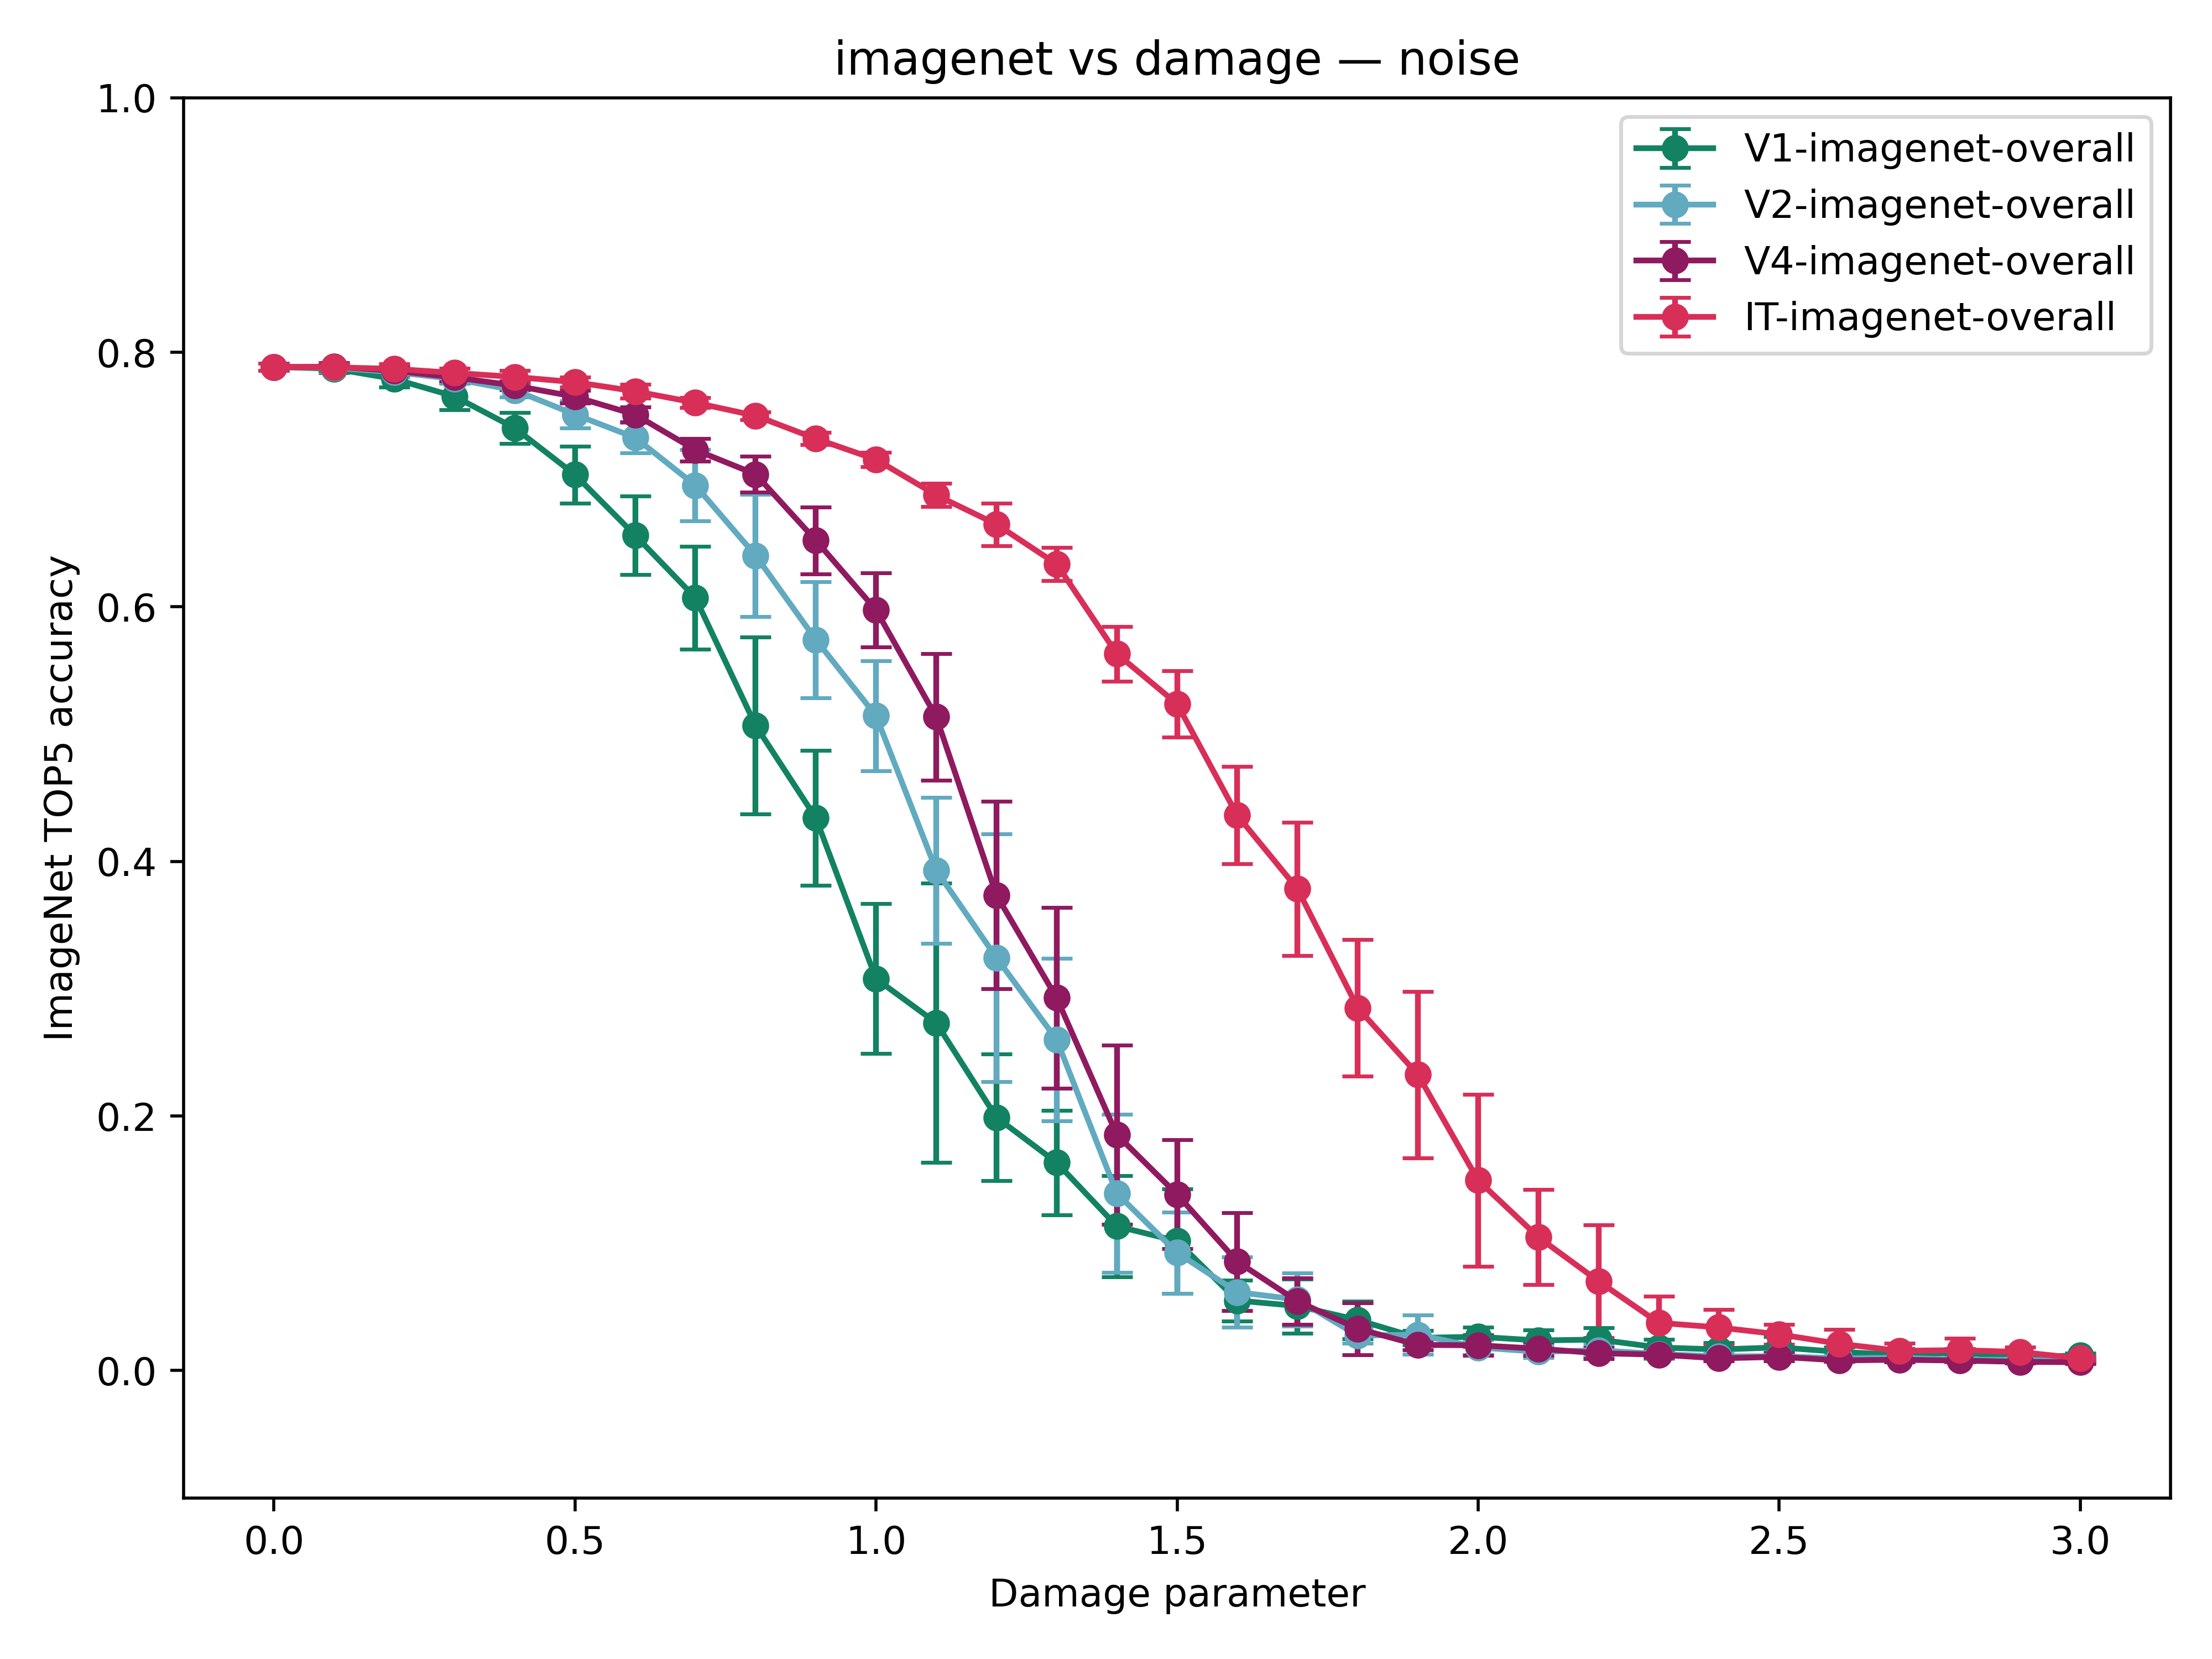 imagenet vs damage — noise
1.0
0.8
0.6
0.4
0.2
0.0
ImageNet TOP5 accuracy
V1-imagenet-overall
V2-imagenet-overall
V4-imagenet-overall
IT-imagenet-overall
0.0 0.5 1.0 1.5 2.0 2.5 3.0
Damage parameter